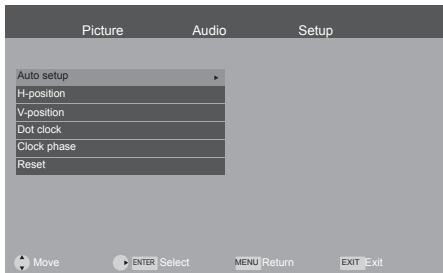 Picture Audio Setup
Auto setup
H-position
V-position
Dot clock
Clock phase
Reset
Move ENTER Select MENU Return EXIT Exit